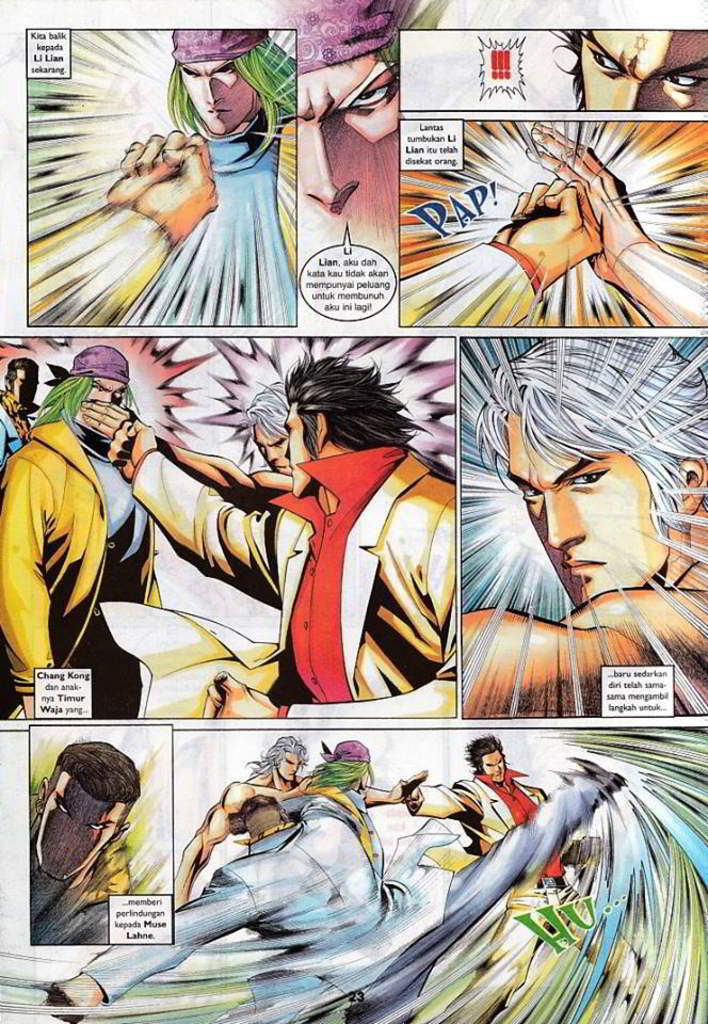 Kita balik
kepada
Li Lian
sekarang.
Li
Lian, aku dah
kata kau tidak akan
mempunyai peluang
untuk membunuh
aku ini lagi!
!!!
Lantas
tumbukan Li
Lian itu telah
disekat orang.
PAP!
Chang Kong
dan anak-
nya Timur
Waja yang...
...baru sedarkan
diri telah sama-
sama mengambil
langkah untuk...
...memberi
perlindungan
kepada Muse
Lahne.
HU...
23